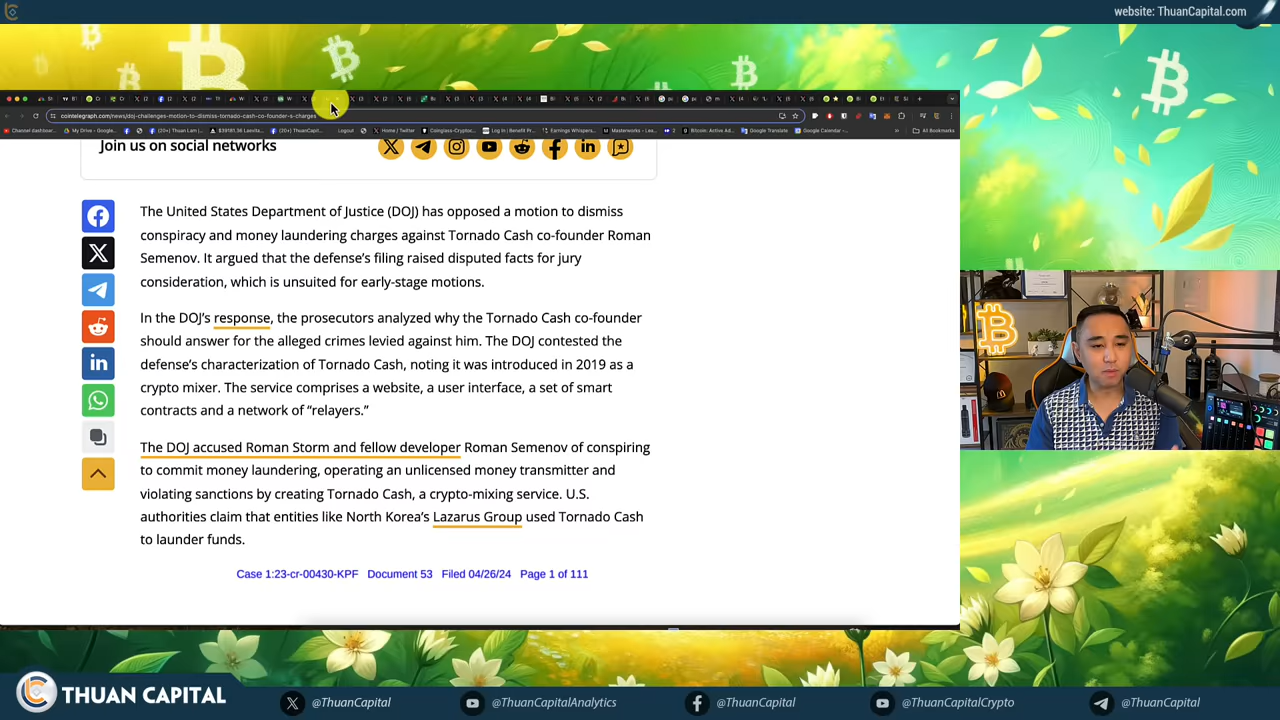 website: ThuanCapital.com
cointelegraph.com/news/doj-challenges-motion-to-dismiss-tornado-cash-co-founder-s-charges
Join us on social networks
The United States Department of Justice (DOJ) has opposed a motion to dismiss
conspiracy and money laundering charges against Tornado Cash co-founder Roman
Semenov. It argued that the defense’s filing raised disputed facts for jury
consideration, which is unsuited for early-stage motions.
In the DOJ’s response, the prosecutors analyzed why the Tornado Cash co-founder
should answer for the alleged crimes levied against him. The DOJ contested the
defense’s characterization of Tornado Cash, noting it was introduced in 2019 as a
crypto mixer. The service comprises a website, a user interface, a set of smart
contracts and a network of “relayers.”
The DOJ accused Roman Storm and fellow developer Roman Semenov of conspiring
to commit money laundering, operating an unlicensed money transmitter and
violating sanctions by creating Tornado Cash, a crypto-mixing service. U.S.
authorities claim that entities like North Korea’s Lazarus Group used Tornado Cash
to launder funds.
Case 1:23-cr-00430-KPF Document 53 Filed 04/26/24 Page 1 of 111
THUAN CAPITAL
@ThuanCapital
@ThuanCapitalAnalytics
@ThuanCapital
@ThuanCapitalCrypto
@ThuanCapital